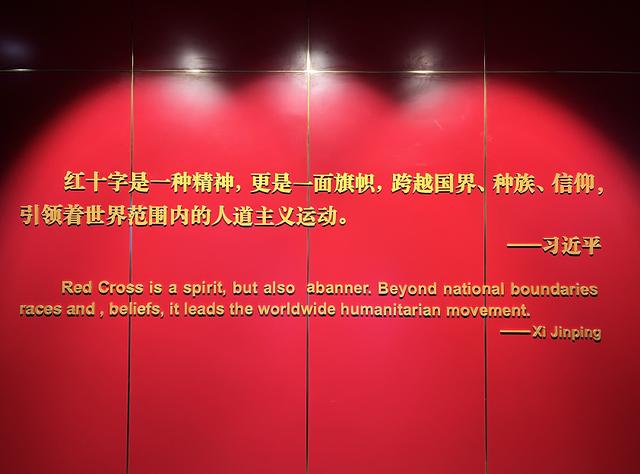 红十字是一种精神，更是一面旗帜，跨越国界、种族、信仰，
引领着世界范围内的人道主义运动。
——习近平
Red Cross is a spirit, but also abanner. Beyond national boundaries
races and , beliefs, it leads the worldwide humanitarian movement.
——Xi Jinping